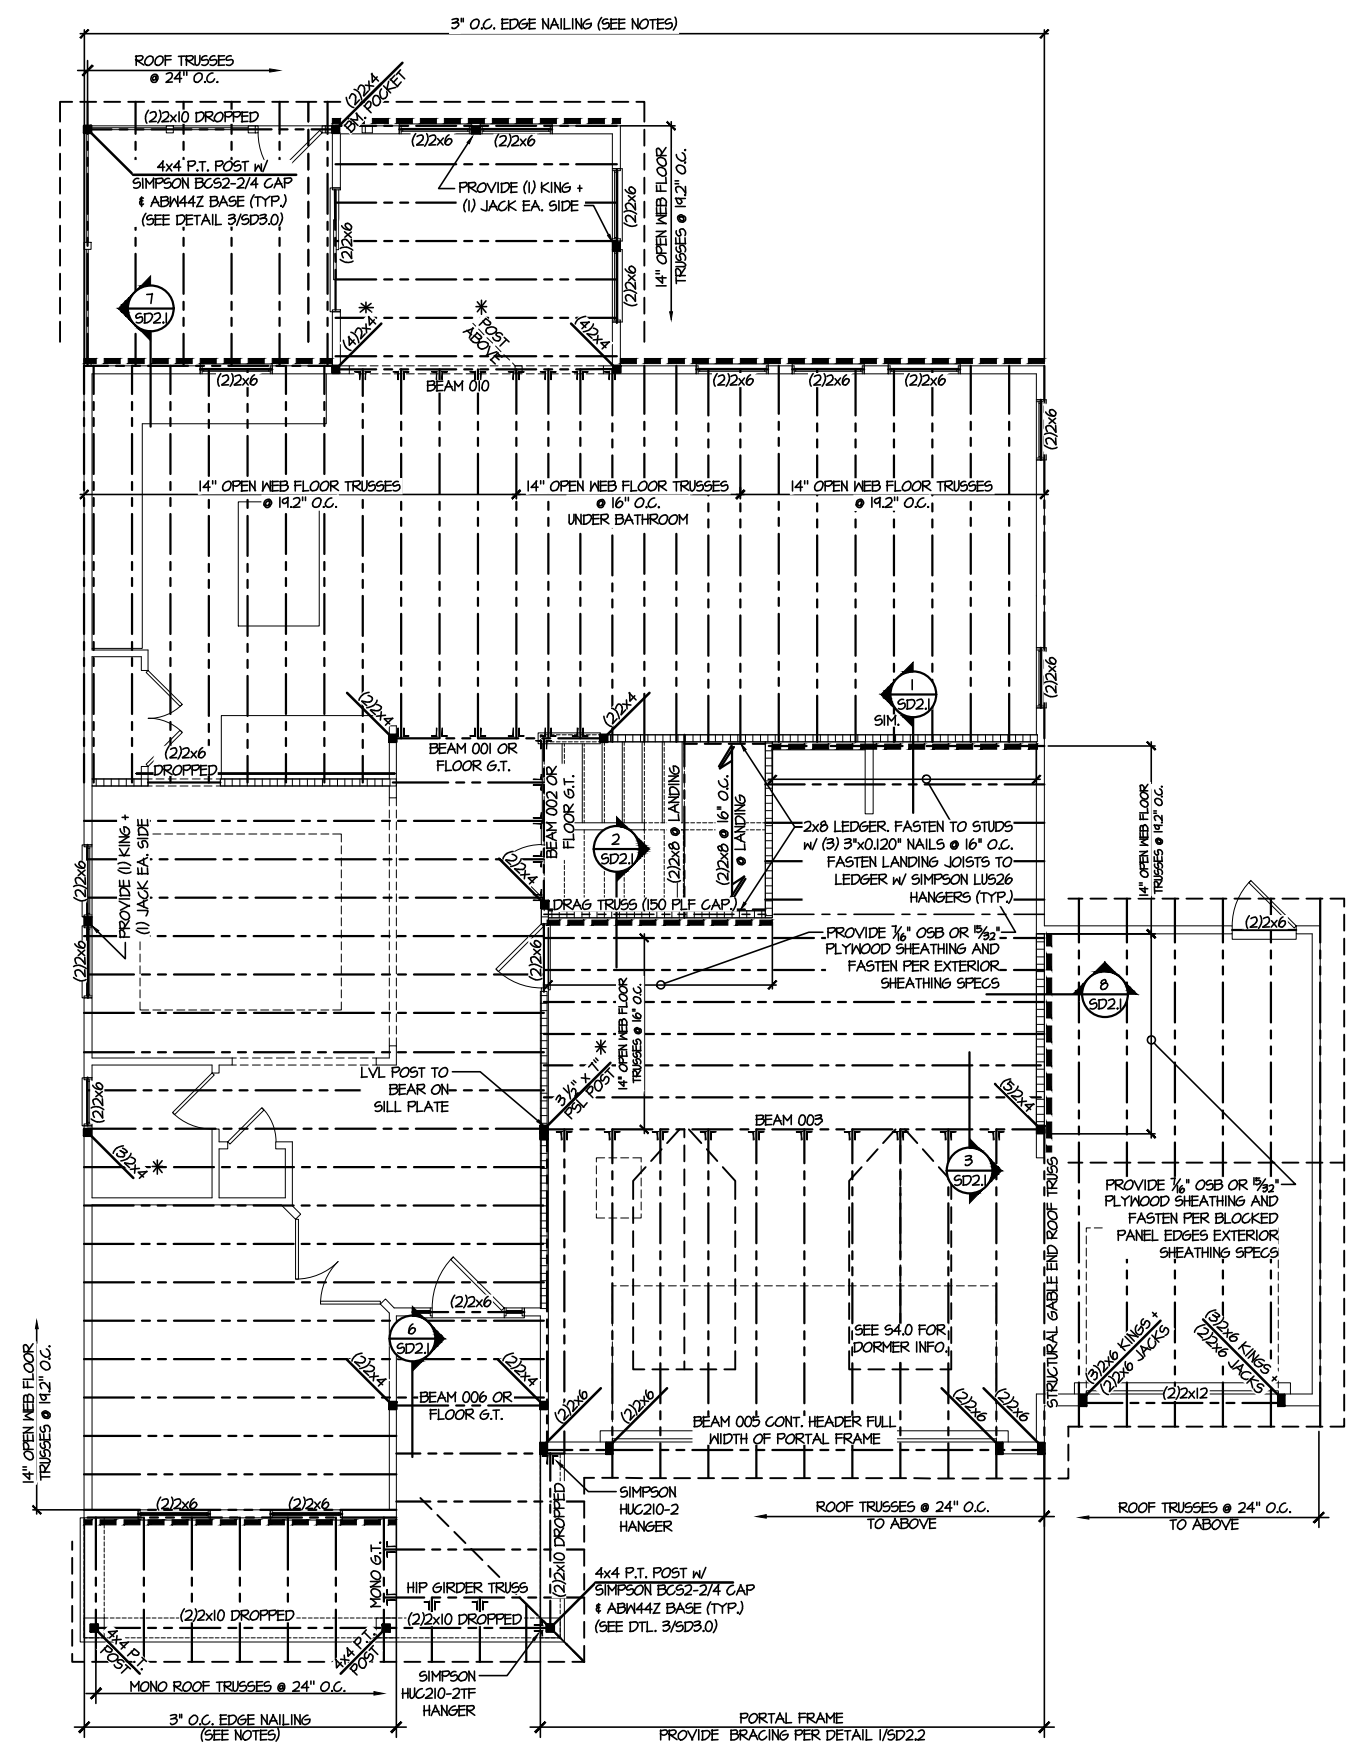 3" O.C. EDGE NAILING (SEE NOTES)
ROOF TRUSSES
@ 24" O.C.
(2)2x4
BM. POCKET
(2)2x10 DROPPED
(2)2x6
(2)2x6
4x4 P.T. POST w/
SIMPSON BCS2-2/4 CAP
& ABW44Z BASE (TYP.)
(SEE DETAIL 3/SD3.0)
PROVIDE (1) KING +
(1) JACK EA. SIDE
(2)2x6
(2)2x6
(2)2x6
14" OPEN WEB FLOOR
TRUSSES @ 19.2" O.C.
7
SD2.1
(4)2x4
*
*
POST
ABOVE
(4)2x4
(2)2x6
BEAM 010
(2)2x6
(2)2x6
(2)2x6
(2)2x6
14" OPEN WEB FLOOR TRUSSES
@ 19.2" O.C.
14" OPEN WEB FLOOR TRUSSES
@ 16" O.C.
UNDER BATHROOM
14" OPEN WEB FLOOR TRUSSES
@ 19.2" O.C.
(2)2x6
1
SD2.1
SIM.
(2)2x4
(2)2x4
BEAM 001 OR
FLOOR G.T.
(2)2x6
DROPPED
BEAM 002 OR
FLOOR G.T.
(2)2x8 @ LANDING
(2)2x8 @ 16" O.C.
@ LANDING
2
SD2.1
2x8 LEDGER. FASTEN TO STUDS
w/ (3) 3"x0.120" NAILS @ 16" O.C.
FASTEN LANDING JOISTS TO
LEDGER w/ SIMPSON LUS26
HANGERS (TYP.)
14" OPEN WEB FLOOR
TRUSSES @ 19.2" O.C.
PROVIDE (1) KING +
(1) JACK EA. SIDE
(2)2x6
(2)2x6
(2)2x4
DRAG TRUSS (150 PLF CAP.)
(2)2x6
PROVIDE 7/16" OSB OR 15/32"
PLYWOOD SHEATHING AND
FASTEN PER EXTERIOR
SHEATHING SPECS
(2)2x6
8
SD2.1
14" OPEN WEB FLOOR
TRUSSES @ 16" O.C.
LVL POST TO
BEAR ON
SILL PLATE
3 1/2" x 7"
PSL POST
*
(2)2x6
(3)2x4
*
BEAM 003
(5)2x4
3
SD2.1
STRUCTURAL GABLE END ROOF TRUSS
PROVIDE 7/16" OSB OR 15/32"
PLYWOOD SHEATHING AND
FASTEN PER BLOCKED
PANEL EDGES EXTERIOR
SHEATHING SPECS
(2)2x6
6
SD2.1
SEE S4.0 FOR
DORMER INFO.
(3)2x6 KINGS +
(2)2x6 JACKS
(3)2x6 KINGS +
(2)2x6 JACKS
(2)2x12
14" OPEN WEB FLOOR
TRUSSES @ 19.2" O.C.
(2)2x4
(2)2x4
BEAM 006 OR
FLOOR G.T.
(2)2x6
(2)2x6
BEAM 005 CONT. HEADER FULL
WIDTH OF PORTAL FRAME
(2)2x6
(2)2x6
(2)2x6
(2)2x6
SIMPSON
HUC210-2
HANGER
ROOF TRUSSES @ 24" O.C.
TO ABOVE
ROOF TRUSSES @ 24" O.C.
TO ABOVE
MONO G.T.
HIP GIRDER TRUSS
(2)2x10 DROPPED
4x4 P.T. POST w/
SIMPSON BCS2-2/4 CAP
& ABW44Z BASE (TYP.)
(SEE DTL. 3/SD3.0)
(2)2x10 DROPPED
(2)2x10 DROPPED
4x4 P.T.
POST
4x4 P.T.
POST
SIMPSON
HUC210-2TF
HANGER
MONO ROOF TRUSSES @ 24" O.C.
3" O.C. EDGE NAILING
(SEE NOTES)
PORTAL FRAME
PROVIDE BRACING PER DETAIL 1/SD2.2